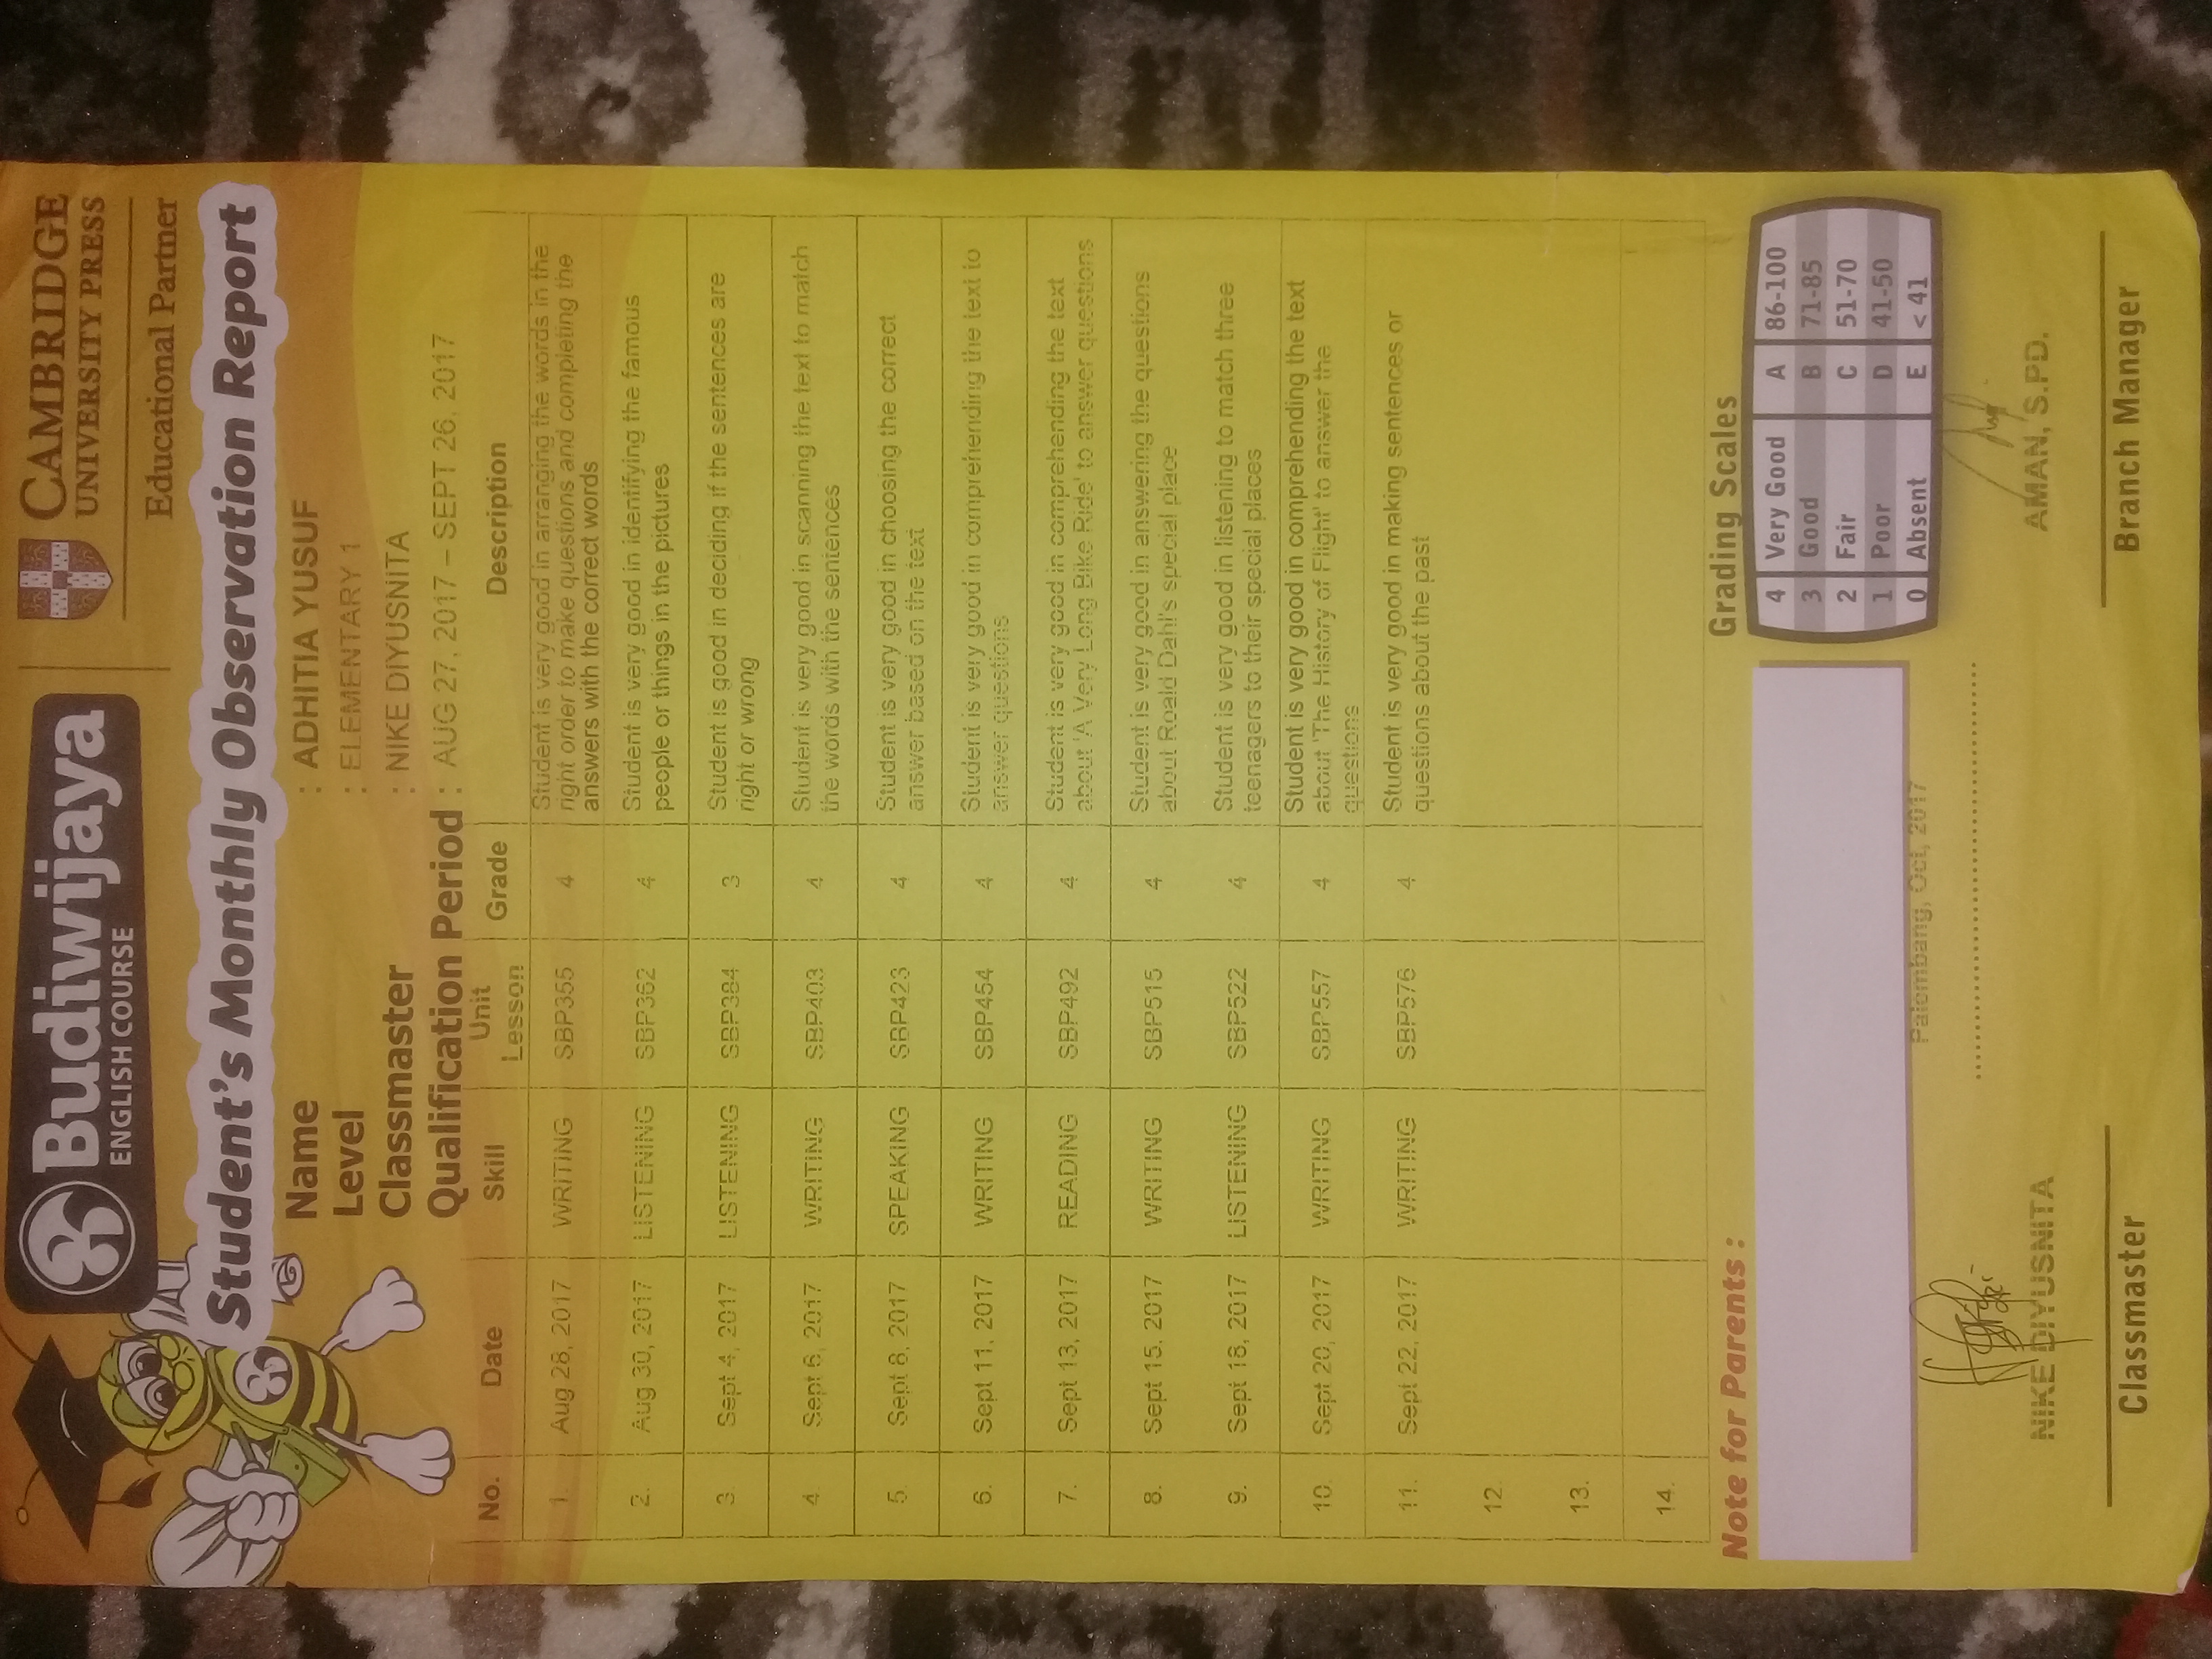 Budiwijaya
ENGLISH COURSE
CAMBRIDGE
UNIVERSITY PRESS
Educational Partner
Student's Monthly Observation Report
Name : ADHITIA YUSUF
Level : ELEMENTARY 1
Classmaster : NIKE DIYUSNITA
Qualification Period : AUG 27, 2017 – SEPT 26, 2017
No. Date Skill Unit Lesson Grade Description
1. Aug 28, 2017 WRITING SBP355 4 Student is very good in arranging the words in the
right order to make questions and completing the
answers with the correct words
2. Aug 30, 2017 LISTENING SBP362 4 Student is very good in identifying the famous
people or things in the pictures
3. Sept 4, 2017 LISTENING SBP384 3 Student is good in deciding if the sentences are
right or wrong
4. Sept 6, 2017 WRITING SBP403 4 Student is very good in scanning the text to match
the words with the sentences
5. Sept 8, 2017 SPEAKING SBP423 4 Student is very good in choosing the correct
answer based on the text
6. Sept 11, 2017 WRITING SBP454 4 Student is very good in comprehending the text to
answer questions
7. Sept 13, 2017 READING SBP492 4 Student is very good in comprehending the text
about 'A Very Long Bike Ride' to answer questions
8. Sept 15, 2017 WRITING SBP515 4 Student is very good in answering the questions
about Roald Dahl's special place
9. Sept 18, 2017 LISTENING SBP522 4 Student is very good in listening to match three
teenagers to their special places
10. Sept 20, 2017 WRITING SBP557 4 Student is very good in comprehending the text
about 'The History of Flight' to answer the
questions
11. Sept 22, 2017 WRITING SBP576 4 Student is very good in making sentences or
questions about the past
12.
13.
14.
Note for Parents :
Grading Scales
4 Very Good A 86-100
3 Good B 71-85
2 Fair C 51-70
1 Poor D 41-50
0 Absent E < 41
Palembang, Oct, 2017
NIKE DIYUSNITA
AMAN, S.PD.
Classmaster
Branch Manager